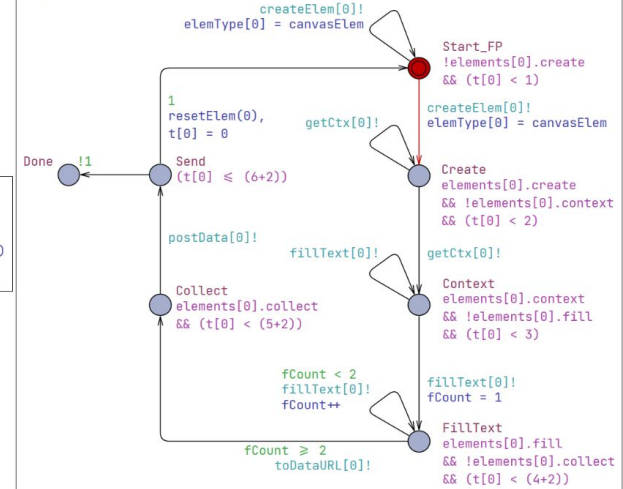 createElem[0]!
elemType[0] = canvasElem
Start_FP
!elements[0].create
&& (t[0] < 1)
1
resetElem(0),
t[0] = 0
getCtx[0]!
createElem[0]!
elemType[0] = canvasElem
Done
!1
Send
(t[0] ⩽ (6+2))
Create
elements[0].create
&& !elements[0].context
&& (t[0] < 2)
postData[0]!
fillText[0]!
getCtx[0]!
Collect
elements[0].collect
&& (t[0] < (5+2))
Context
elements[0].context
&& !elements[0].fill
&& (t[0] < 3)
fCount < 2
fillText[0]!
fCount++
fillText[0]!
fCount = 1
fCount ⩾ 2
toDataURL[0]!
FillText
elements[0].fill
&& !elements[0].collect
&& (t[0] < (4+2))